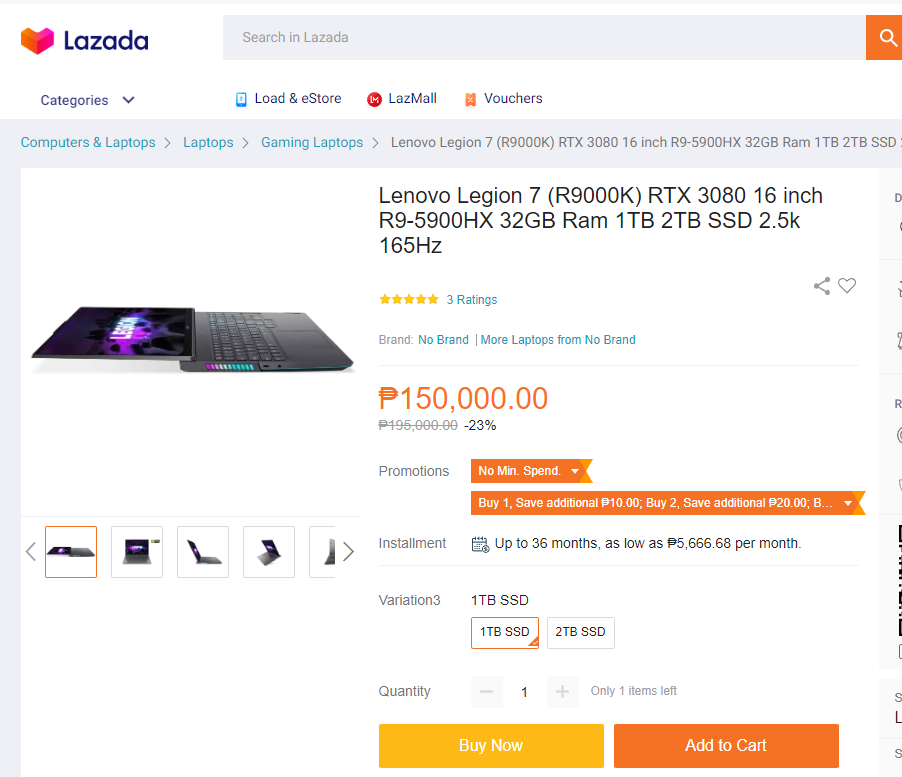 Lazada
Search in Lazada
Categories
Load & eStore
LazMall
Vouchers
Computers & Laptops > Laptops > Gaming Laptops > Lenovo Legion 7 (R9000K) RTX 3080 16 inch R9-5900HX 32GB Ram 1TB 2TB SSD
Lenovo Legion 7 (R9000K) RTX 3080 16 inch
R9-5900HX 32GB Ram 1TB 2TB SSD 2.5k
165Hz
3 Ratings
Brand: No Brand | More Laptops from No Brand
₱150,000.00
₱195,000.00 -23%
Promotions
No Min. Spend.
Buy 1, Save additional ₱10.00; Buy 2, Save additional ₱20.00; B...
Installment
Up to 36 months, as low as ₱5,666.68 per month.
Variation3
1TB SSD
1TB SSD
2TB SSD
Quantity
1
Only 1 items left
Buy Now
Add to Cart
LEGION